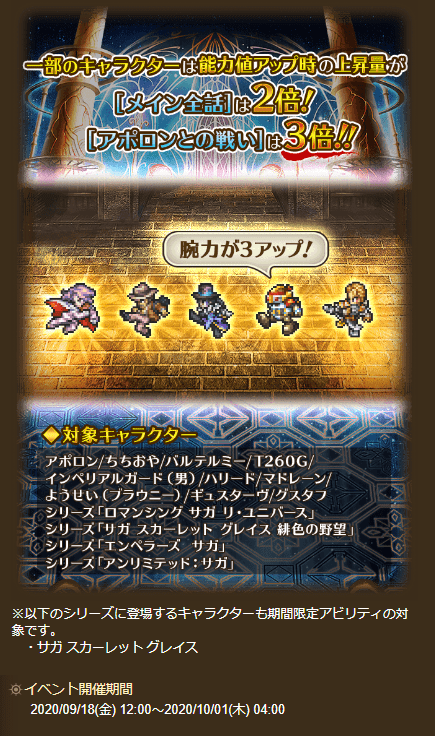 一部のキャラクターは能力値アップ時の上昇量が
[メイン全話]は2倍!
[アポロンとの戦い]は3倍!!
腕力が3アップ!
対象キャラクター
アポロン/ちちおや/バルテルミー/T260G/
インペリアルガード(男)/ハリード/マドレーン/
ようせい(ブラウニー)/ギュスターヴ/グスタフ
シリーズ「ロマンシング サガ リ・ユニバース」
シリーズ「サガ スカーレット グレイス 緋色の野望」
シリーズ「エンペラーズ サガ」
シリーズ「アンリミテッド:サガ」
※以下のシリーズに登場するキャラクターも期間限定アビリティの対
象です。
・サガ スカーレット グレイス
イベント開催期間
2020/09/18(金) 12:00～2020/10/01(木) 04:00